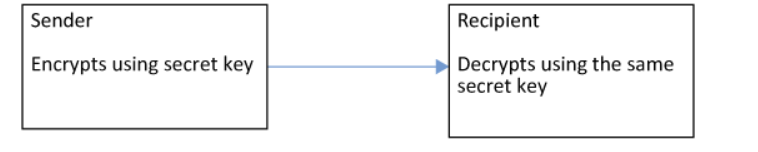 Sender
Encrypts using secret key
Recipient
Decrypts using the same
secret key